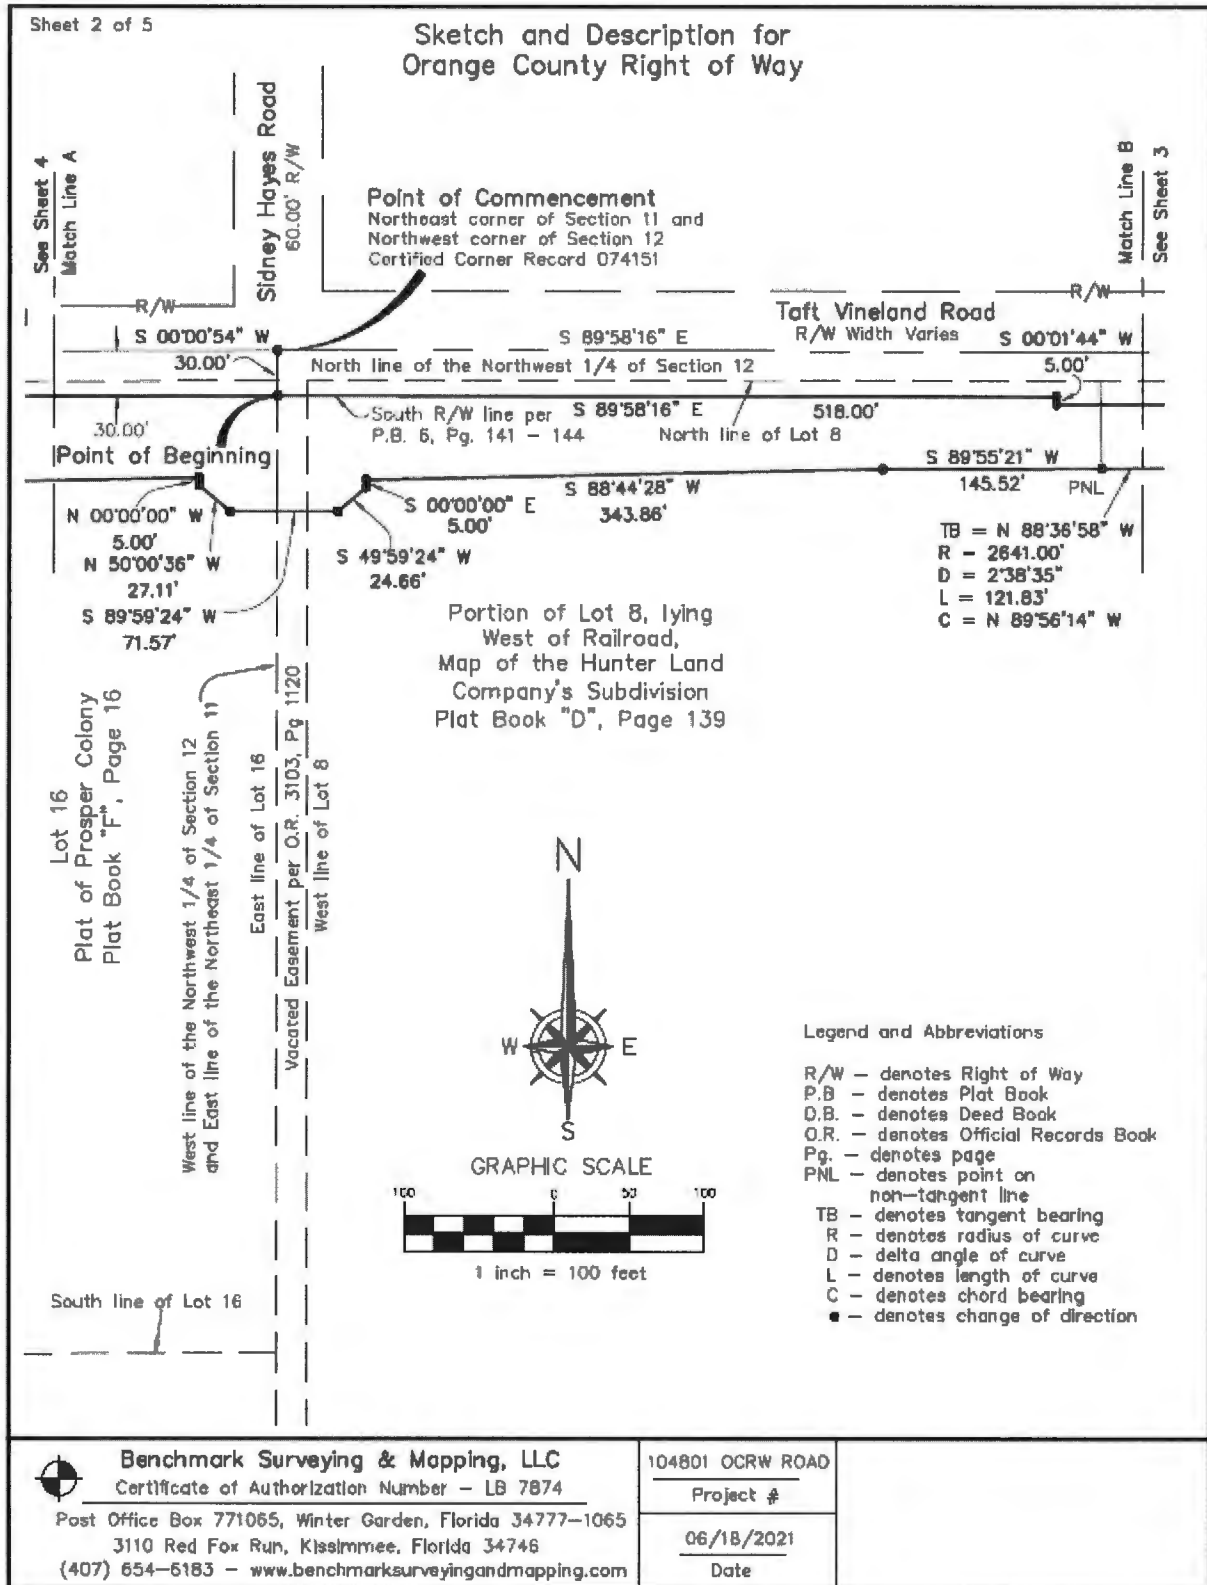 Sheet 2 of 5
Sketch and Description for
Orange County Right of Way
See Sheet 4
Match Line A
Sidney Hayes Road
60.00' R/W
Point of Commencement
Northeast corner of Section 11 and
Northwest corner of Section 12
Certified Corner Record 074151
Match Line B
See Sheet 3
R/W
R/W
Taft Vineland Road
R/W Width Varies
S 00°00'54" W
30.00'
S 89°58'16" E
S 00°01'44" W
5.00'
North line of the Northwest 1/4 of Section 12
30.00'
South R/W line per
P.B. 6, Pg. 141 – 144
S 89°58'16" E
518.00'
North line of Lot 8
Point of Beginning
N 00°00'00" W
5.00'
N 50°00'36" W
27.11'
S 89°59'24" W
71.57'
S 00°00'00" E
5.00'
S 49°59'24" W
24.66'
S 88°44'28" W
343.86'
S 89°55'21" W
145.52'
PNL
TB = N 88°36'58" W
R – 2641.00'
D = 2°38'35"
L = 121.83'
C = N 89°56'14" W
Portion of Lot 8, lying
West of Railroad,
Map of the Hunter Land
Company's Subdivision
Plat Book "D", Page 139
Lot 16
Plat of Prosper Colony
Plat Book "F", Page 16
West line of the Northwest 1/4 of Section 12
and East line of the Northeast 1/4 of Section 11
East line of Lot 16
Vacated Easement per O.R. 3103, Pg 1120
West line of Lot 8
N
W
E
S
GRAPHIC SCALE
100 0 50 100
1 inch = 100 feet
Legend and Abbreviations
R/W – denotes Right of Way
P.B – denotes Plat Book
D.B. – denotes Deed Book
O.R. – denotes Official Records Book
Pg. – denotes page
PNL – denotes point on
non–tangent line
TB – denotes tangent bearing
R – denotes radius of curve
D – delta angle of curve
L – denotes length of curve
C – denotes chord bearing
● – denotes change of direction
South line of Lot 16
Benchmark Surveying & Mapping, LLC
Certificate of Authorization Number – LB 7874
Post Office Box 771065, Winter Garden, Florida 34777–1065
3110 Red Fox Run, Kissimmee, Florida 34746
(407) 654–6183 – www.benchmarksurveyingandmapping.com
104801 OCRW ROAD
Project #
06/18/2021
Date